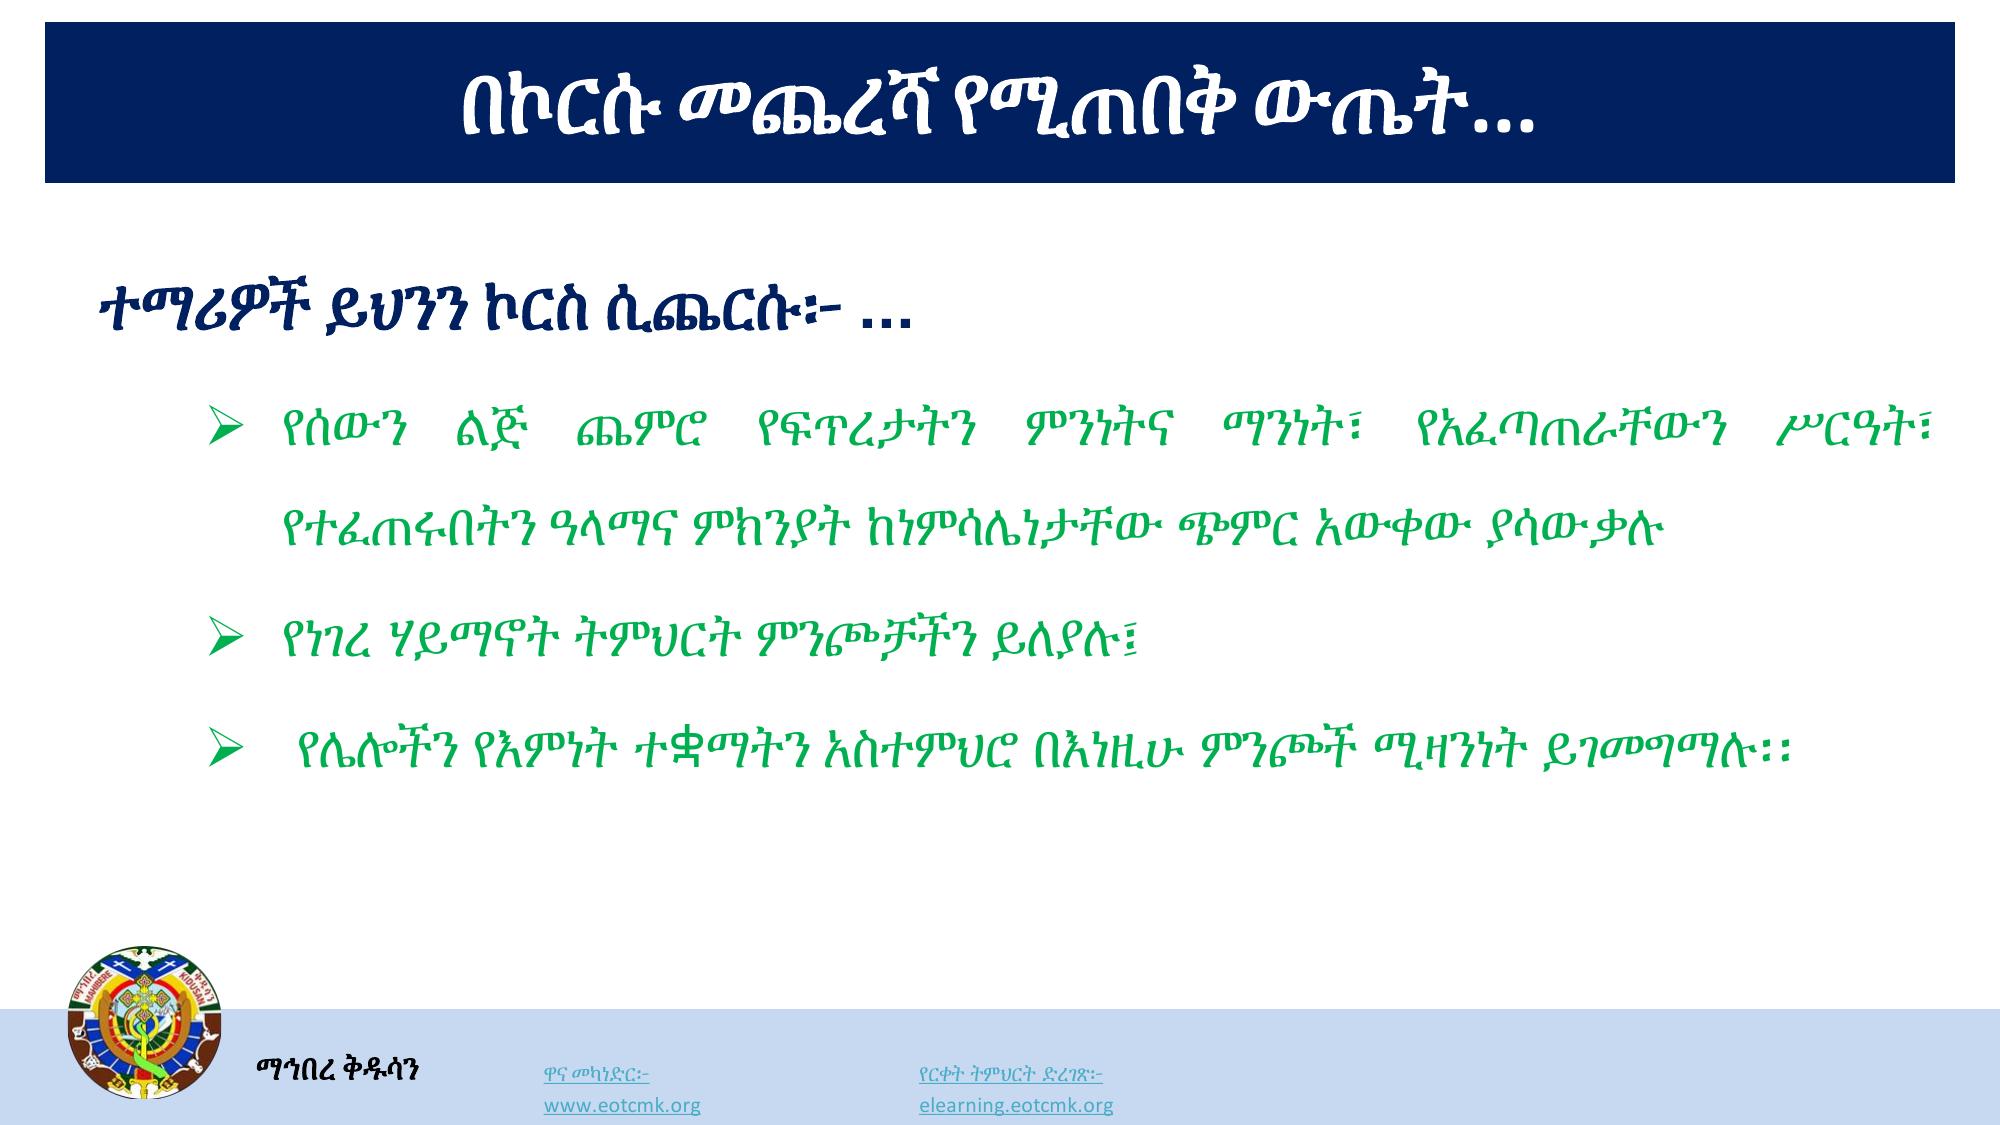 በኮርሱ መጨረሻ የሚጠበቅ ውጤት...
ተማሪዎች ይህንን ኮርስ ሲጨርሱ፡- ...
➢ የሰውን ልጅ ጨምሮ የፍጥረታትን ምንነትና ማንነት፣ የአፈጣጠራቸውን ሥርዓት፣
የተፈጠሩበትን ዓላማና ምክንያት ከነምሳሌነታቸው ጭምር አውቀው ያሳውቃሉ
➢ የነገረ ሃይማኖት ትምህርት ምንጮቻችን ይለያሉ፤
➢ የሌሎችን የእምነት ተቋማትን አስተምህሮ በእነዚሁ ምንጮች ሚዛንነት ይገመግማሉ፡፡
ማኅበረ ቅዱሳን
MAHIBERE KIDUSAN
ማኅበረ ቅዱሳን
ዋና መካነድር፡-
www.eotcmk.org
የርቀት ትምህርት ድረገጽ፡-
elearning.eotcmk.org